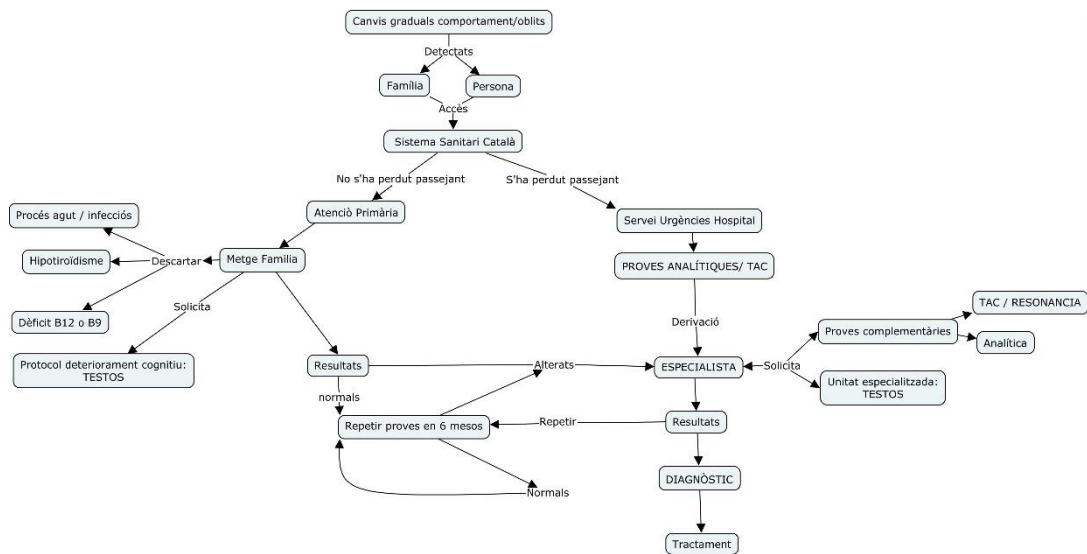 Canvis graduals comportament/oblits
Detectats
Família
Persona
Accès
Sistema Sanitari Català
No s'ha perdut passejant
S'ha perdut passejant
Atenciò Primària
Servei Urgències Hospital
Procés agut / infecciós
Hipotiroïdisme
Descartar
Metge Familia
PROVES ANALÍTIQUES/ TAC
Dèficit B12 o B9
Solicita
Protocol deteriorament cognitiu:
TESTOS
Derivació
TAC / RESONANCIA
Proves complementàries
Analítica
Resultats
Alterats
ESPECIALISTA
Solicita
Unitat especialitzada:
TESTOS
normals
Repetir proves en 6 mesos
Repetir
Resultats
Normals
DIAGNÒSTIC
Tractament